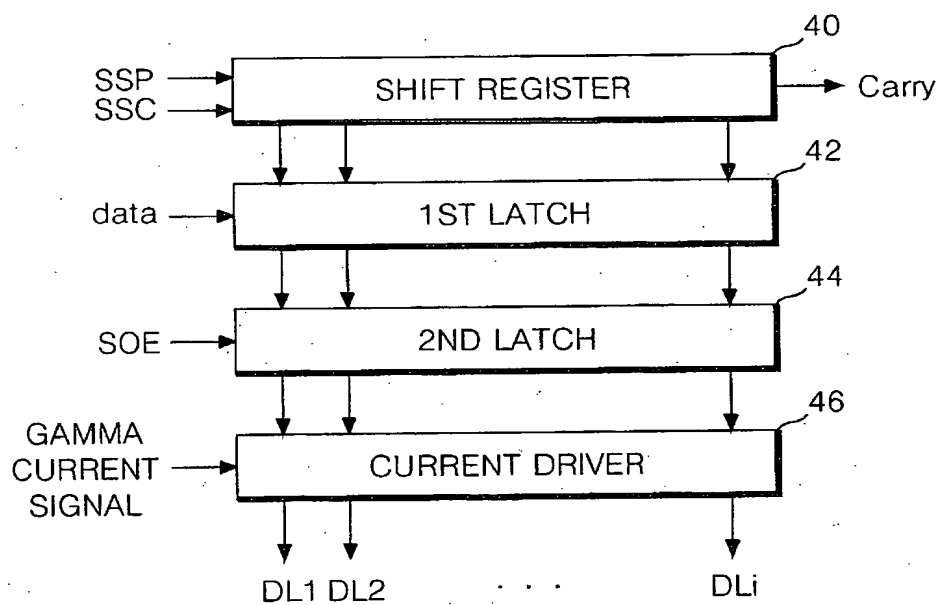 40
SSP
SSC
SHIFT REGISTER
Carry
42
data
1ST LATCH
44
SOE
2ND LATCH
46
GAMMA
CURRENT
SIGNAL
CURRENT DRIVER
DL1 DL2 . . . DLi